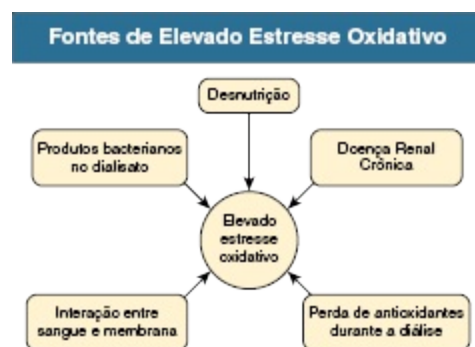 Fontes de Elevado Estresse Oxidativo
Desnutrição
Produtos bacterianos
no dialisato
Doença Renal
Crônica
Elevado
estresse
oxidativo
Interação entre
sangue e membrana
Perda de antioxidantes
durante a diálise